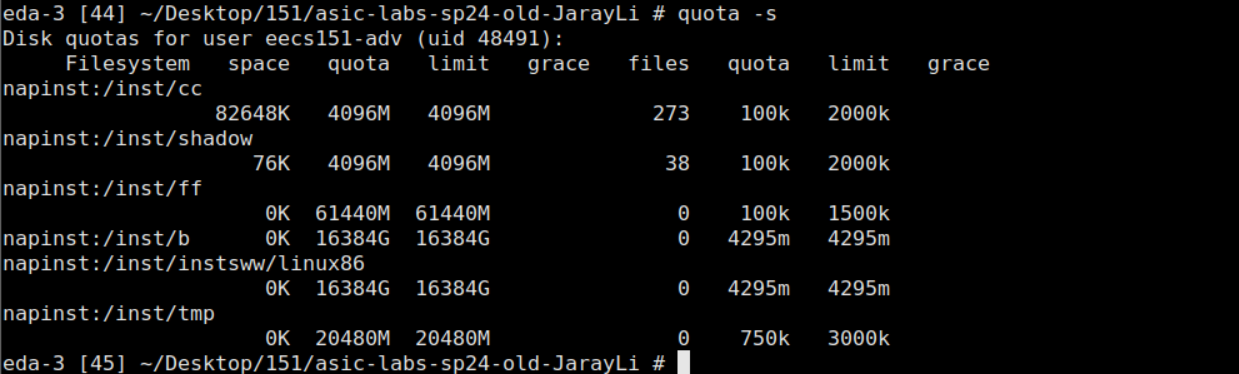 eda-3 [44] ~/Desktop/151/asic-labs-sp24-old-JarayLi # quota -s
Disk quotas for user eecs151-adv (uid 48491):
     Filesystem   space   quota   limit   grace   files   quota   limit   grace
napinst:/inst/cc
                 82648K   4096M   4096M             273    100k   2000k
napinst:/inst/shadow
                    76K   4096M   4096M              38    100k   2000k
napinst:/inst/ff
                     0K  61440M  61440M               0    100k   1500k
napinst:/inst/b      0K  16384G  16384G               0   4295m   4295m
napinst:/inst/instsww/linux86
                     0K  16384G  16384G               0   4295m   4295m
napinst:/inst/tmp
                     0K  20480M  20480M               0    750k   3000k
eda-3 [45] ~/Desktop/151/asic-labs-sp24-old-JarayLi #